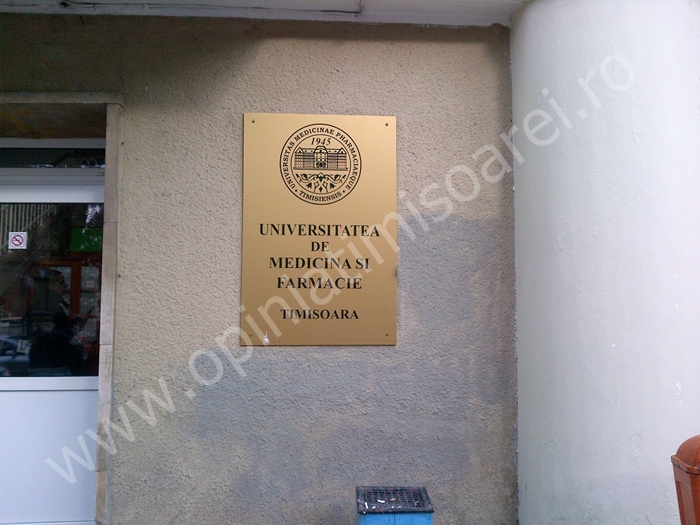 UNIVERSITAS MEDICINAE PHARMACIAEQUE
1945
TIMISIENSIS
UNIVERSITATEA
DE
MEDICINA SI
FARMACIE
TIMISOARA
www.opiniatimisoarei.ro